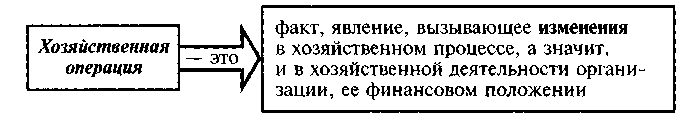 Хозяйственная
операция
— это
факт, явление, вызывающее изменения
в хозяйственном процессе, а значит,
и в хозяйственной деятельности органи-
зации, ее финансовом положении